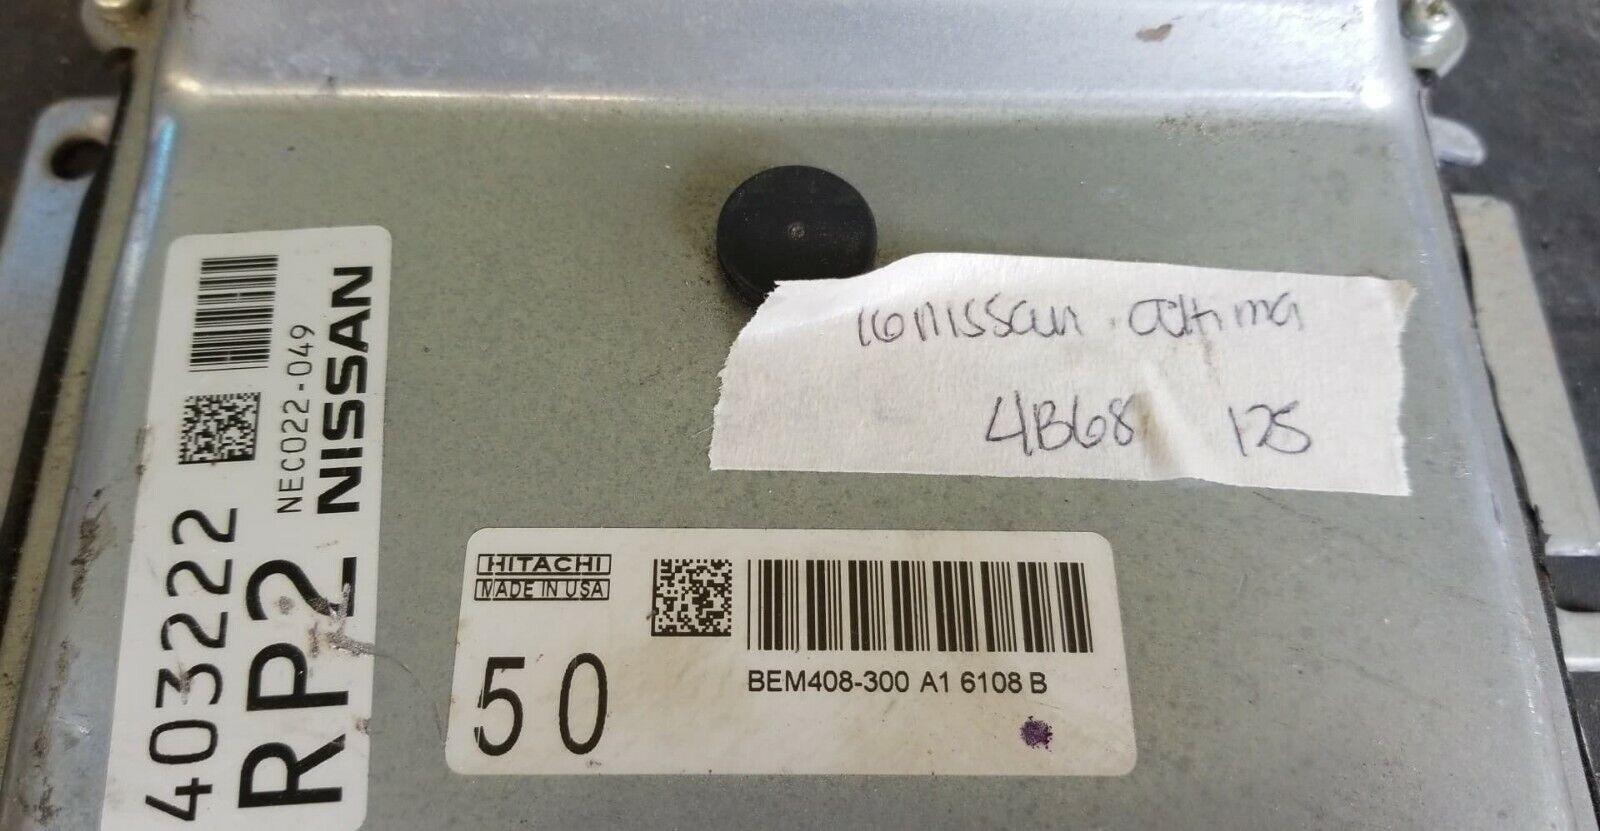 16 nissan altima
4B68 125
NEC022-049
NISSAN
403222
RP2
HITACHI
MADE IN USA
50
BEM408-300 A1 6108 B